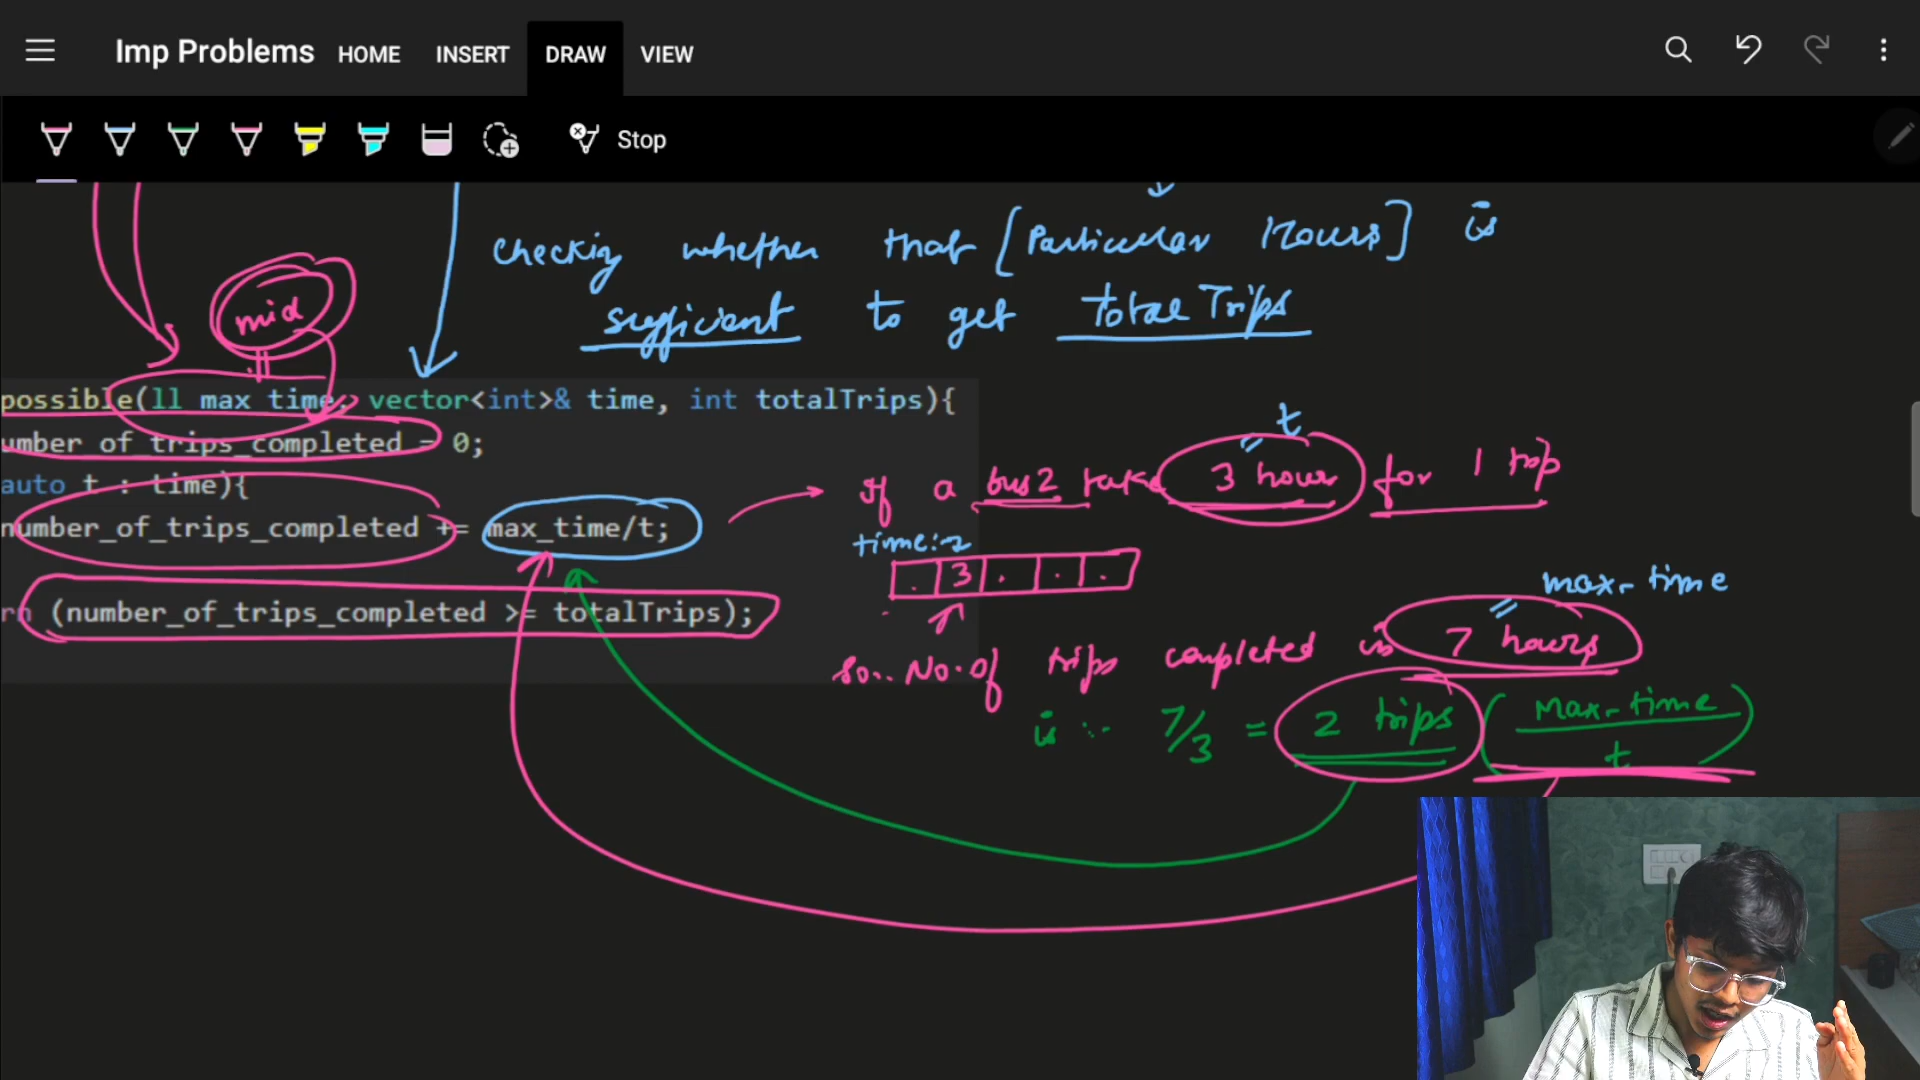 Imp Problems HOME INSERT DRAW VIEW
Stop
checking whether that [Particular Hours] is
sufficient to get total Trips
mid
possible(ll max_time, vector<int>& time, int totalTrips){
umber_of_trips_completed = 0;
auto t : time){
number_of_trips_completed += max_time/t;
rn (number_of_trips_completed >= totalTrips);
t
=
If a bus2 take 3 hour for 1 trip
time:-
. 3 . . .
max-time
=
so.. No. of trips completed in 7 hours
is :- 7/3 = 2 trips (max-time / t)